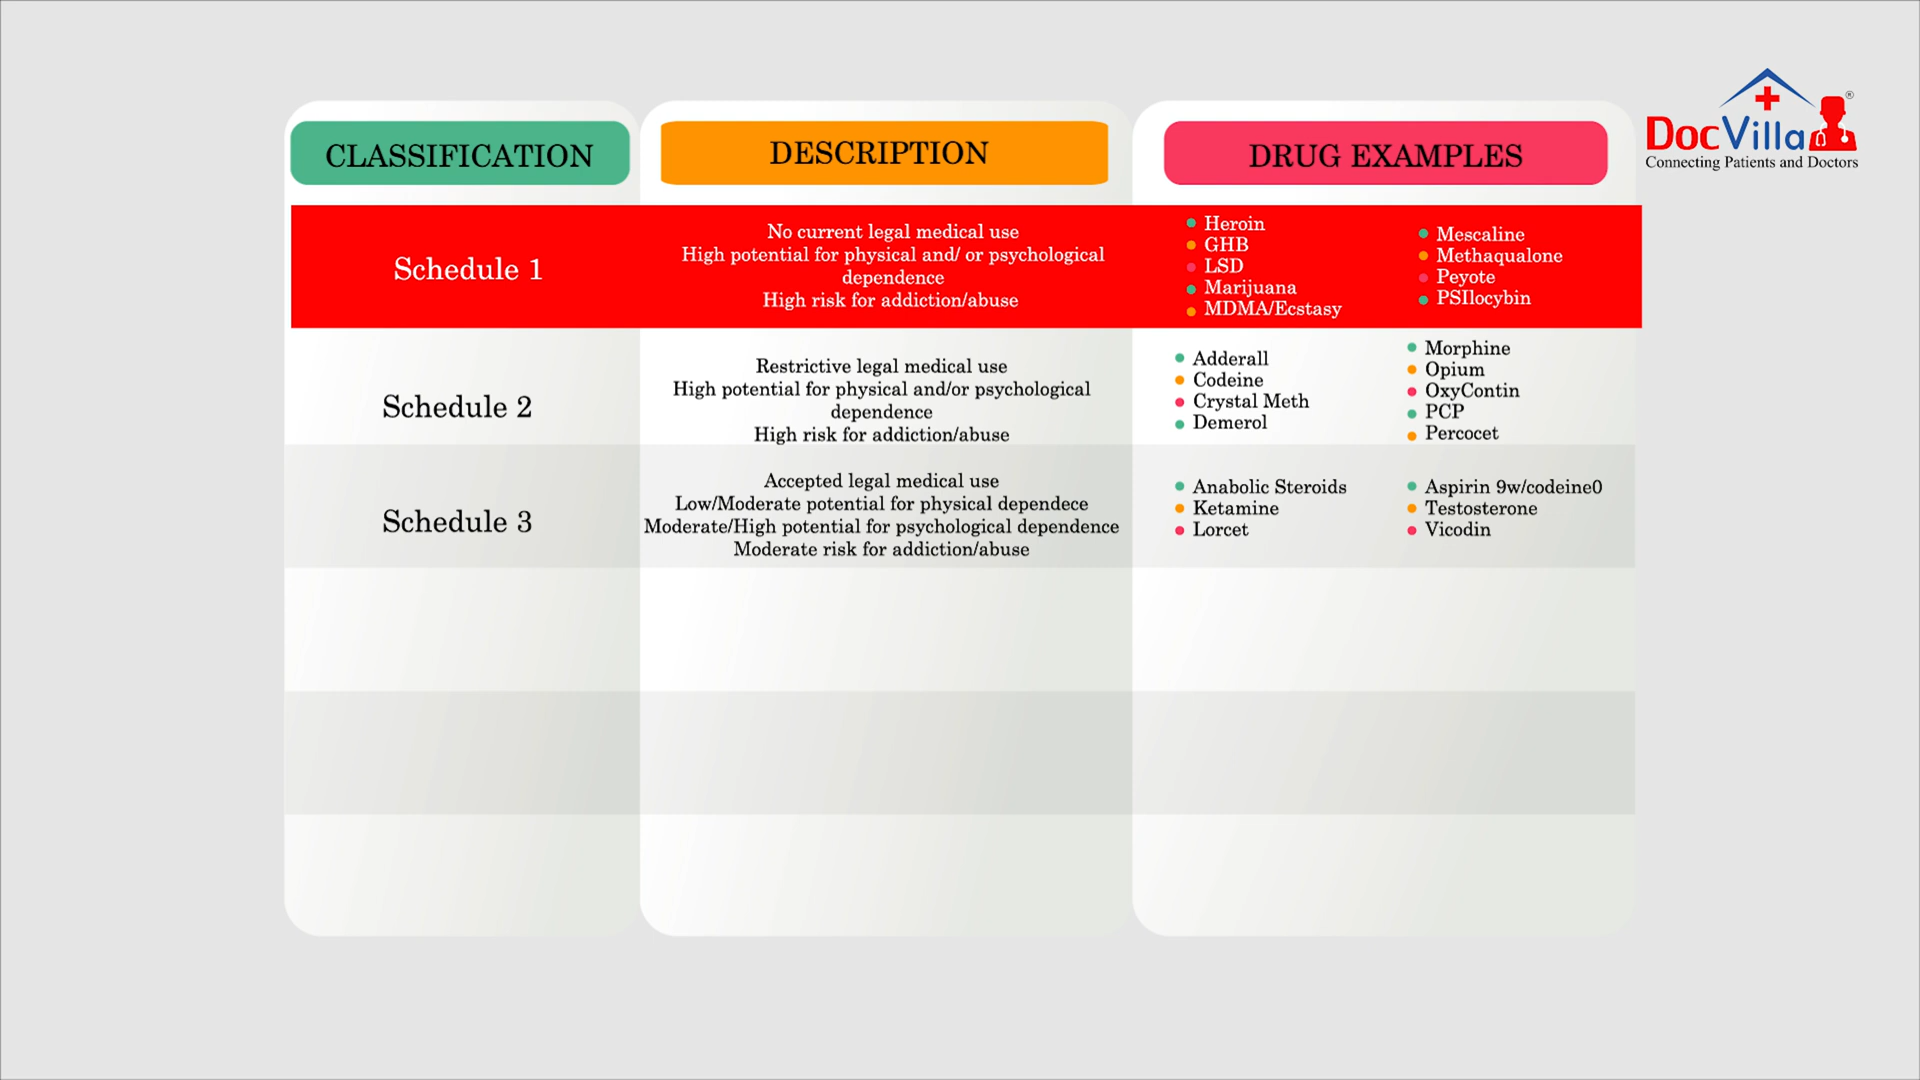 CLASSIFICATION
DESCRIPTION
DRUG EXAMPLES
DocVilla®
Connecting Patients and Doctors
Schedule 1
No current legal medical use
High potential for physical and/ or psychological
dependence
High risk for addiction/abuse
Heroin
GHB
LSD
Marijuana
MDMA/Ecstasy
Mescaline
Methaqualone
Peyote
PSIlocybin
Schedule 2
Restrictive legal medical use
High potential for physical and/or psychological
dependence
High risk for addiction/abuse
Adderall
Codeine
Crystal Meth
Demerol
Morphine
Opium
OxyContin
PCP
Percocet
Schedule 3
Accepted legal medical use
Low/Moderate potential for physical dependece
Moderate/High potential for psychological dependence
Moderate risk for addiction/abuse
Anabolic Steroids
Ketamine
Lorcet
Aspirin 9w/codeine0
Testosterone
Vicodin